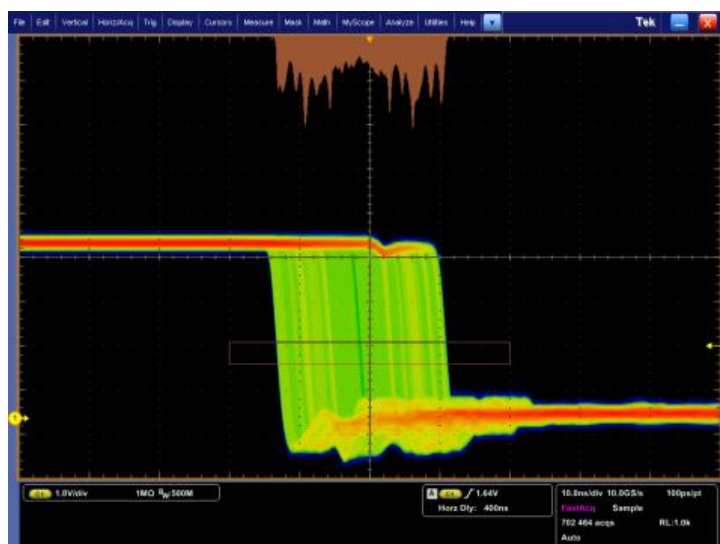 File Edit Vertical Horiz/Acq Trig Display Cursors Measure Mask Math MyScope Analyze Utilities Help Tek
1
C1 1.0V/div 1MΩ BW:500M
A C1 1.64V
Horz Dly: 400ns
10.0ns/div 10.0GS/s 100ps/pt
FastAcq Sample
702 464 acqs RL:1.0k
Auto